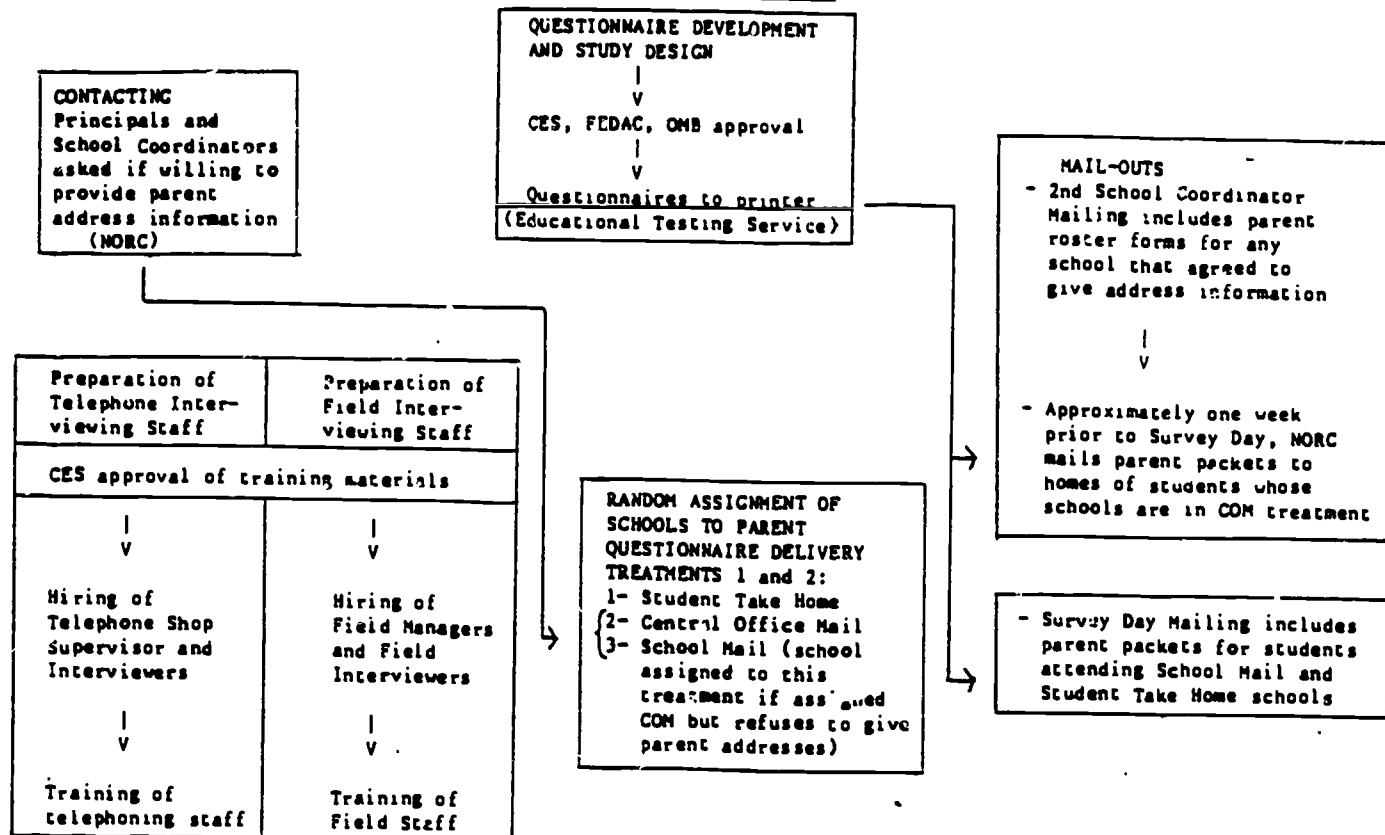 QUESTIONNAIRE DEVELOPMENT
AND STUDY DESIGN
CES, FEDAC, OMB approval
Questionnaires to printer
(Educational Testing Service)
CONTACTING
Principals and
School Coordinators
asked if willing to
provide parent
address information
(NORC)
MAIL-OUTS
- 2nd School Coordinator
Mailing includes parent
roster forms for any
school that agreed to
give address information
- Approximately one week
prior to Survey Day, NORC
mails parent packets to
homes of students whose
schools are in COM treatment
Preparation of
Telephone Inter-
viewing Staff
Preparation of
Field Inter-
viewing Staff
CES approval of training materials
Hiring of
Telephone Shop
Supervisor and
Interviewers
Hiring of
Field Managers
and Field
Interviewers
Training of
telephoning staff
Training of
Field Staff
RANDOM ASSIGNMENT OF
SCHOOLS TO PARENT
QUESTIONNAIRE DELIVERY
TREATMENTS 1 and 2:
1- Student Take Home
2- Central Office Mail
3- School Mail (school
assigned to this
treatment if assigned
COM but refuses to give
parent addresses)
- Survey Day Mailing includes
parent packets for students
attending School Mail and
Student Take Home schools